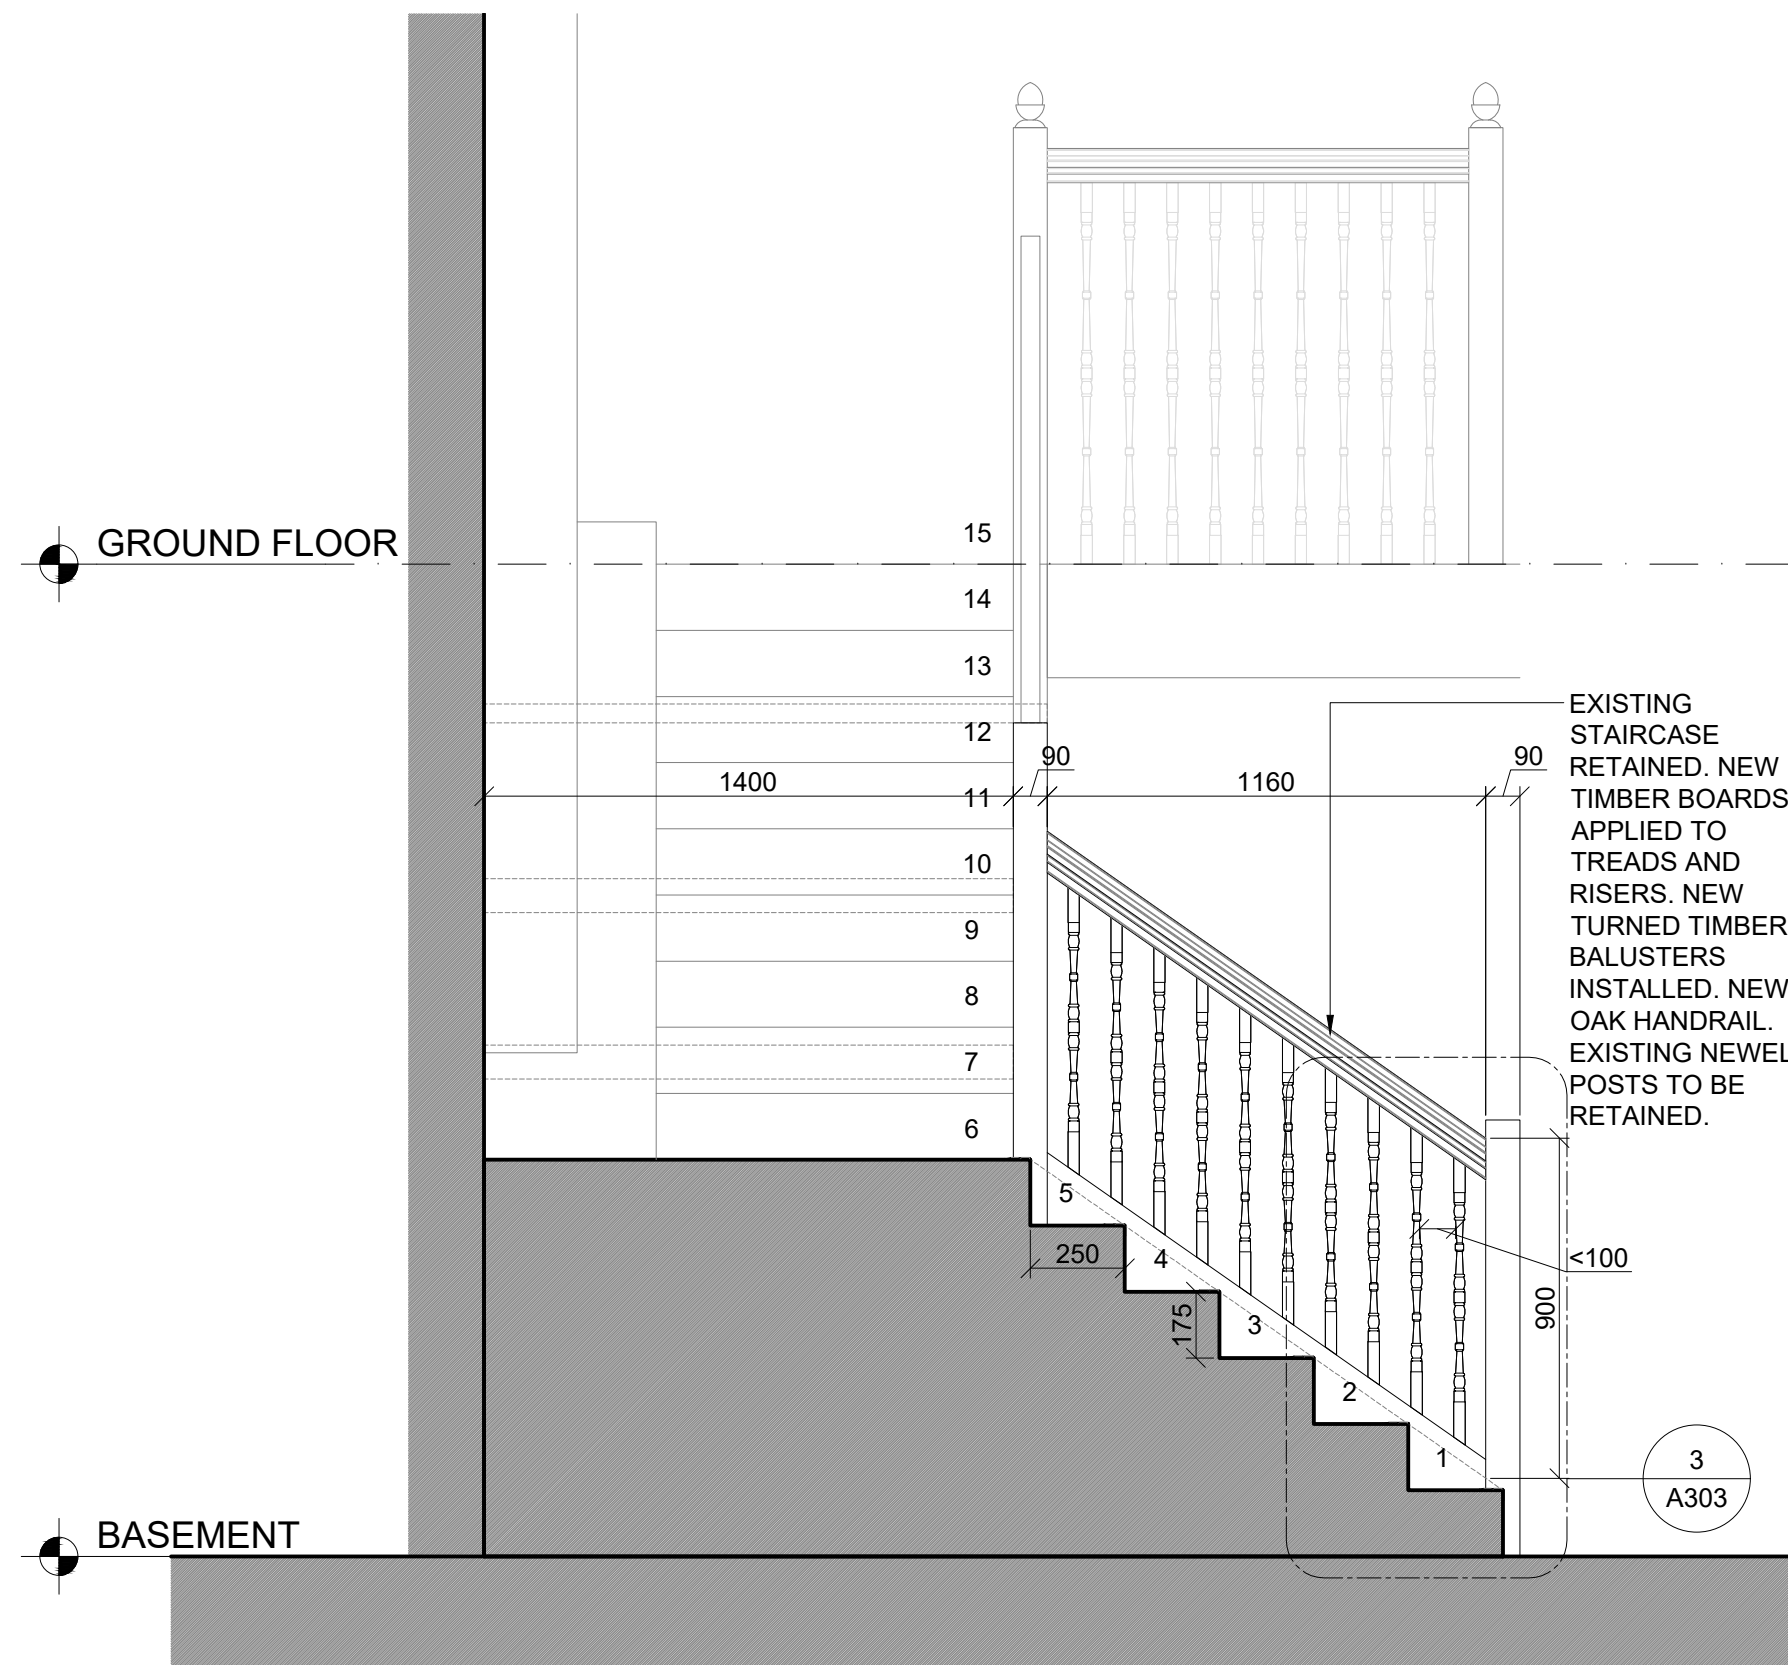 15
GROUND FLOOR
14
13
EXISTING
STAIRCASE
RETAINED. NEW
TIMBER BOARDS
APPLIED TO
TREADS AND
RISERS. NEW
TURNED TIMBER
BALUSTERS
INSTALLED. NEW
OAK HANDRAIL.
EXISTING NEWEL
POSTS TO BE
RETAINED.
12
90
90
1400
1160
11
10
9
8
7
6
5
250
4
<100
175
3
900
2
1
3
A303
BASEMENT